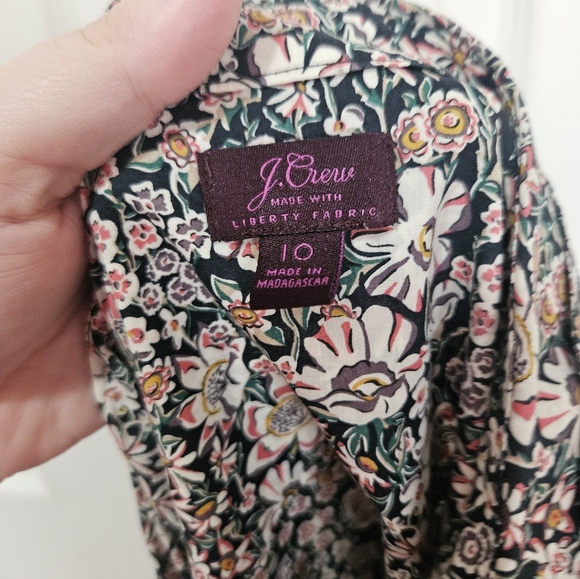 J.Crew
MADE WITH
LIBERTY FABRIC
10
MADE IN
MADAGASCAR